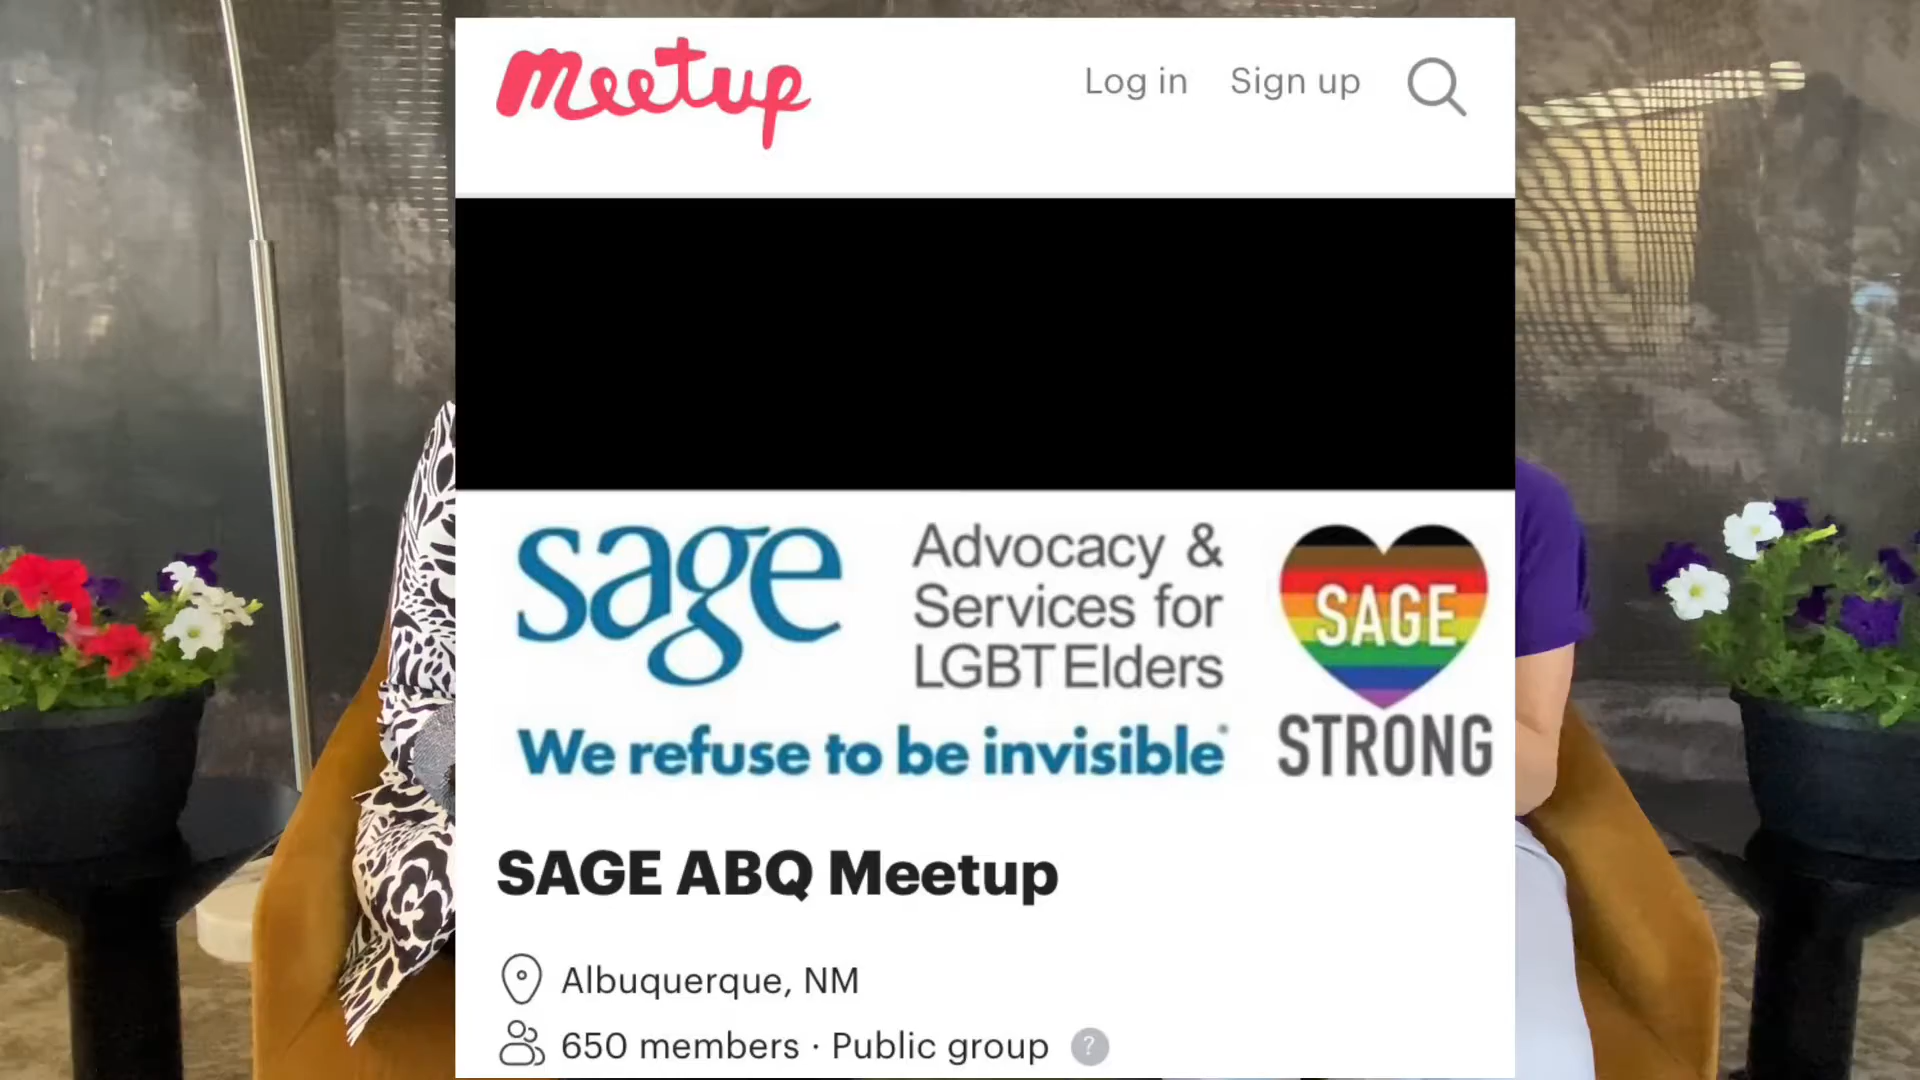 meetup
Log in
Sign up
sage
Advocacy &
Services for
LGBT Elders
We refuse to be invisible®
SAGE
STRONG
SAGE ABQ Meetup
Albuquerque, NM
650 members · Public group ?